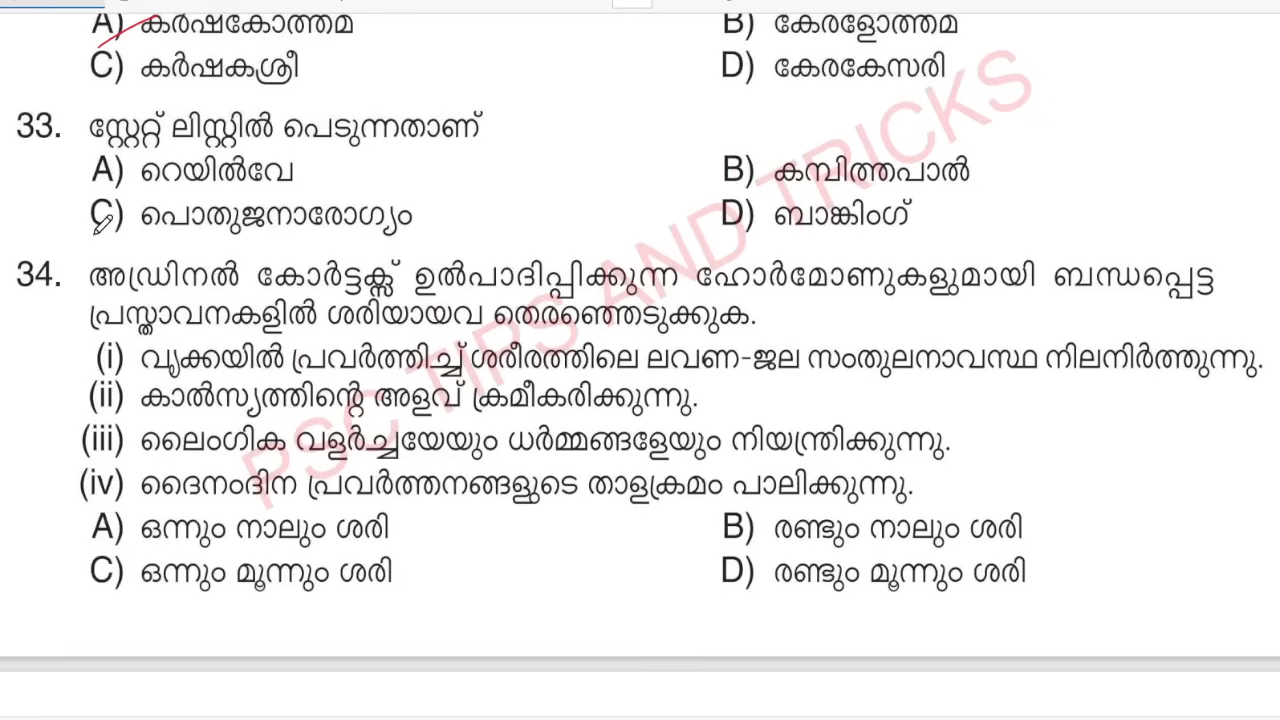 A) കർഷകോത്തമ B) കേരളോത്തമ
C) കർഷകശ്രീ D) കേരകേസരി
33. സ്റ്റേറ്റ് ലിസ്റ്റിൽ പെടുന്നതാണ്
A) റെയിൽവേ B) കമ്പിത്തപാൽ
C) പൊതുജനാരോഗ്യം D) ബാങ്കിംഗ്
34. അഡ്രിനൽ കോർട്ടക്സ് ഉൽപാദിപ്പിക്കുന്ന ഹോർമോണുകളുമായി ബന്ധപ്പെട്ട
പ്രസ്താവനകളിൽ ശരിയായവ തെരഞ്ഞെടുക്കുക.
(i) വൃക്കയിൽ പ്രവർത്തിച്ച് ശരീരത്തിലെ ലവണ-ജല സംതുലനാവസ്ഥ നിലനിർത്തുന്നു.
(ii) കാൽസ്യത്തിന്റെ അളവ് ക്രമീകരിക്കുന്നു.
(iii) ലൈംഗിക വളർച്ചയേയും ധർമ്മങ്ങളേയും നിയന്ത്രിക്കുന്നു.
(iv) ദൈനംദിന പ്രവർത്തനങ്ങളുടെ താളക്രമം പാലിക്കുന്നു.
A) ഒന്നും നാലും ശരി B) രണ്ടും നാലും ശരി
C) ഒന്നും മൂന്നും ശരി D) രണ്ടും മൂന്നും ശരി
PSC TIPS AND TRICKS